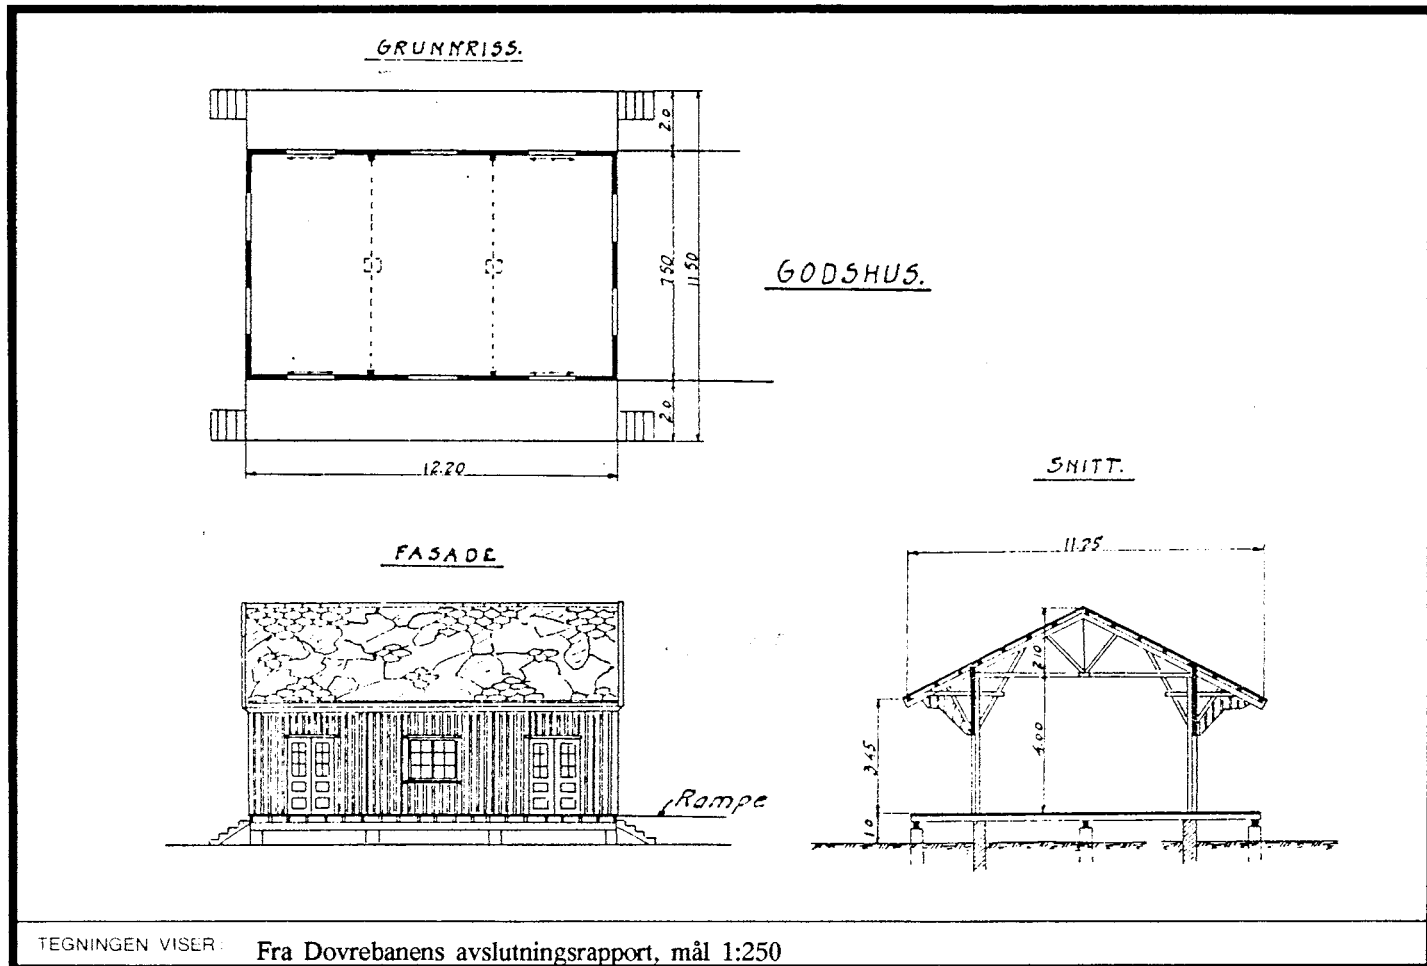 GRUNNRISS.
2.0
7.50
11.50
2.0
12.20
GODSHUS.
SNITT.
11.25
FASADE
2.10
4.00
3.45
1.0
Rampe
TEGNINGEN VISER: Fra Dovrebanens avslutningsrapport, mål 1:250